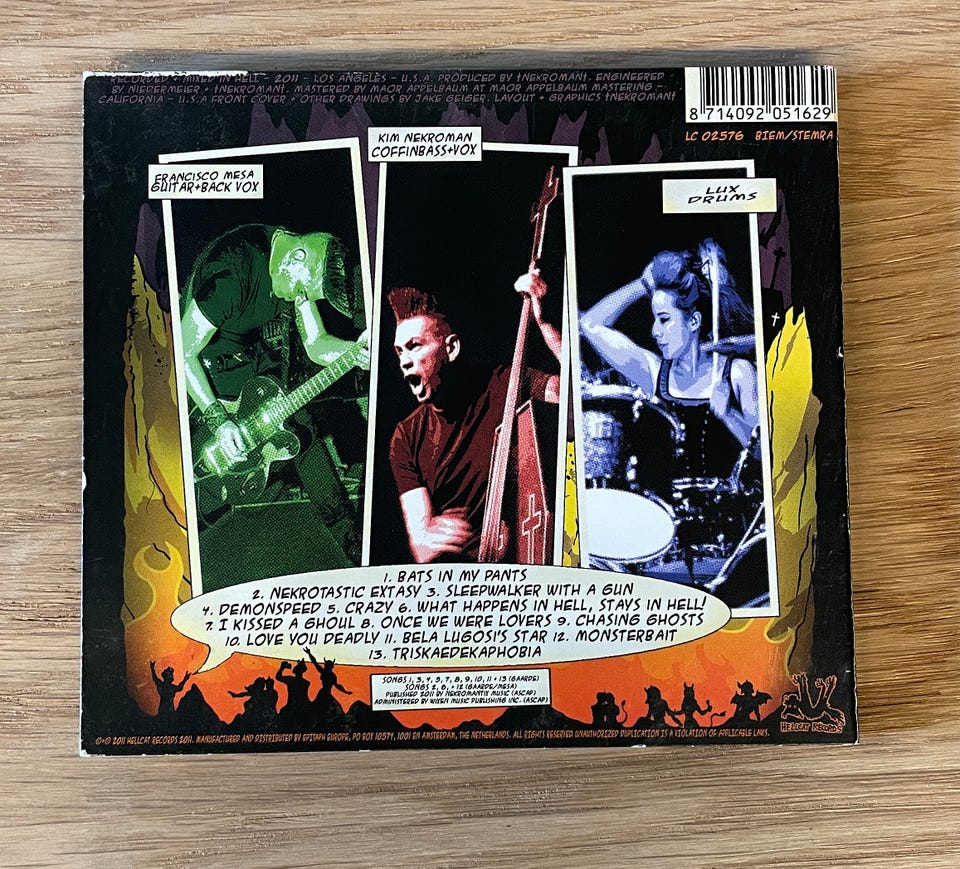 RECORDED + MIXED IN HELL - 2011 - LOS ANGELES - U.S.A. PRODUCED BY †NEKROMAN†. ENGINEERED
BY NIEDERMEIER + †NEKROMAN†. MASTERED BY MAOR APPELBAUM AT MAOR APPELBAUM MASTERING -
CALIFORNIA - U.S.A FRONT COVER + OTHER DRAWINGS BY JAKE GEIGER. LAYOUT + GRAPHICS †NEKROMAN†
8 714092 051629
LC 02576 BIEM/STEMRA
FRANCISCO MESA
GUITAR+BACK VOX
KIM NEKROMAN
COFFINBASS+VOX
LUX
DRUMS
1. BATS IN MY PANTS
2. NEKROTASTIC EXTASY 3. SLEEPWALKER WITH A GUN
4. DEMONSPEED 5. CRAZY 6. WHAT HAPPENS IN HELL, STAYS IN HELL!
7. I KISSED A GHOUL 8. ONCE WE WERE LOVERS 9. CHASING GHOSTS
10. LOVE YOU DEADLY 11. BELA LUGOSI'S STAR 12. MONSTERBAIT
13. TRISKAEDEKAPHOBIA
SONGS 1, 3, 4, 5, 7, 8, 9, 10, 11 + 13 (GAARDE)
SONGS 2, 6, + 12 (GAARDE/MESA)
PUBLISHED 2011 BY NEKROMANTIX MUSIC (ASCAP)
ADMINISTERED BY WIXEN MUSIC PUBLISHING INC. (ASCAP)
HELLCAT RECORDS
℗+© 2011 HELLCAT RECORDS 2011. MANUFACTURED AND DISTRIBUTED BY EPITAPH EUROPE, PO BOX 10574, 1001 EN AMSTERDAM, THE NETHERLANDS. ALL RIGHTS RESERVED UNAUTHORIZED DUPLICATION IS A VIOLATION OF APPLICABLE LAWS.